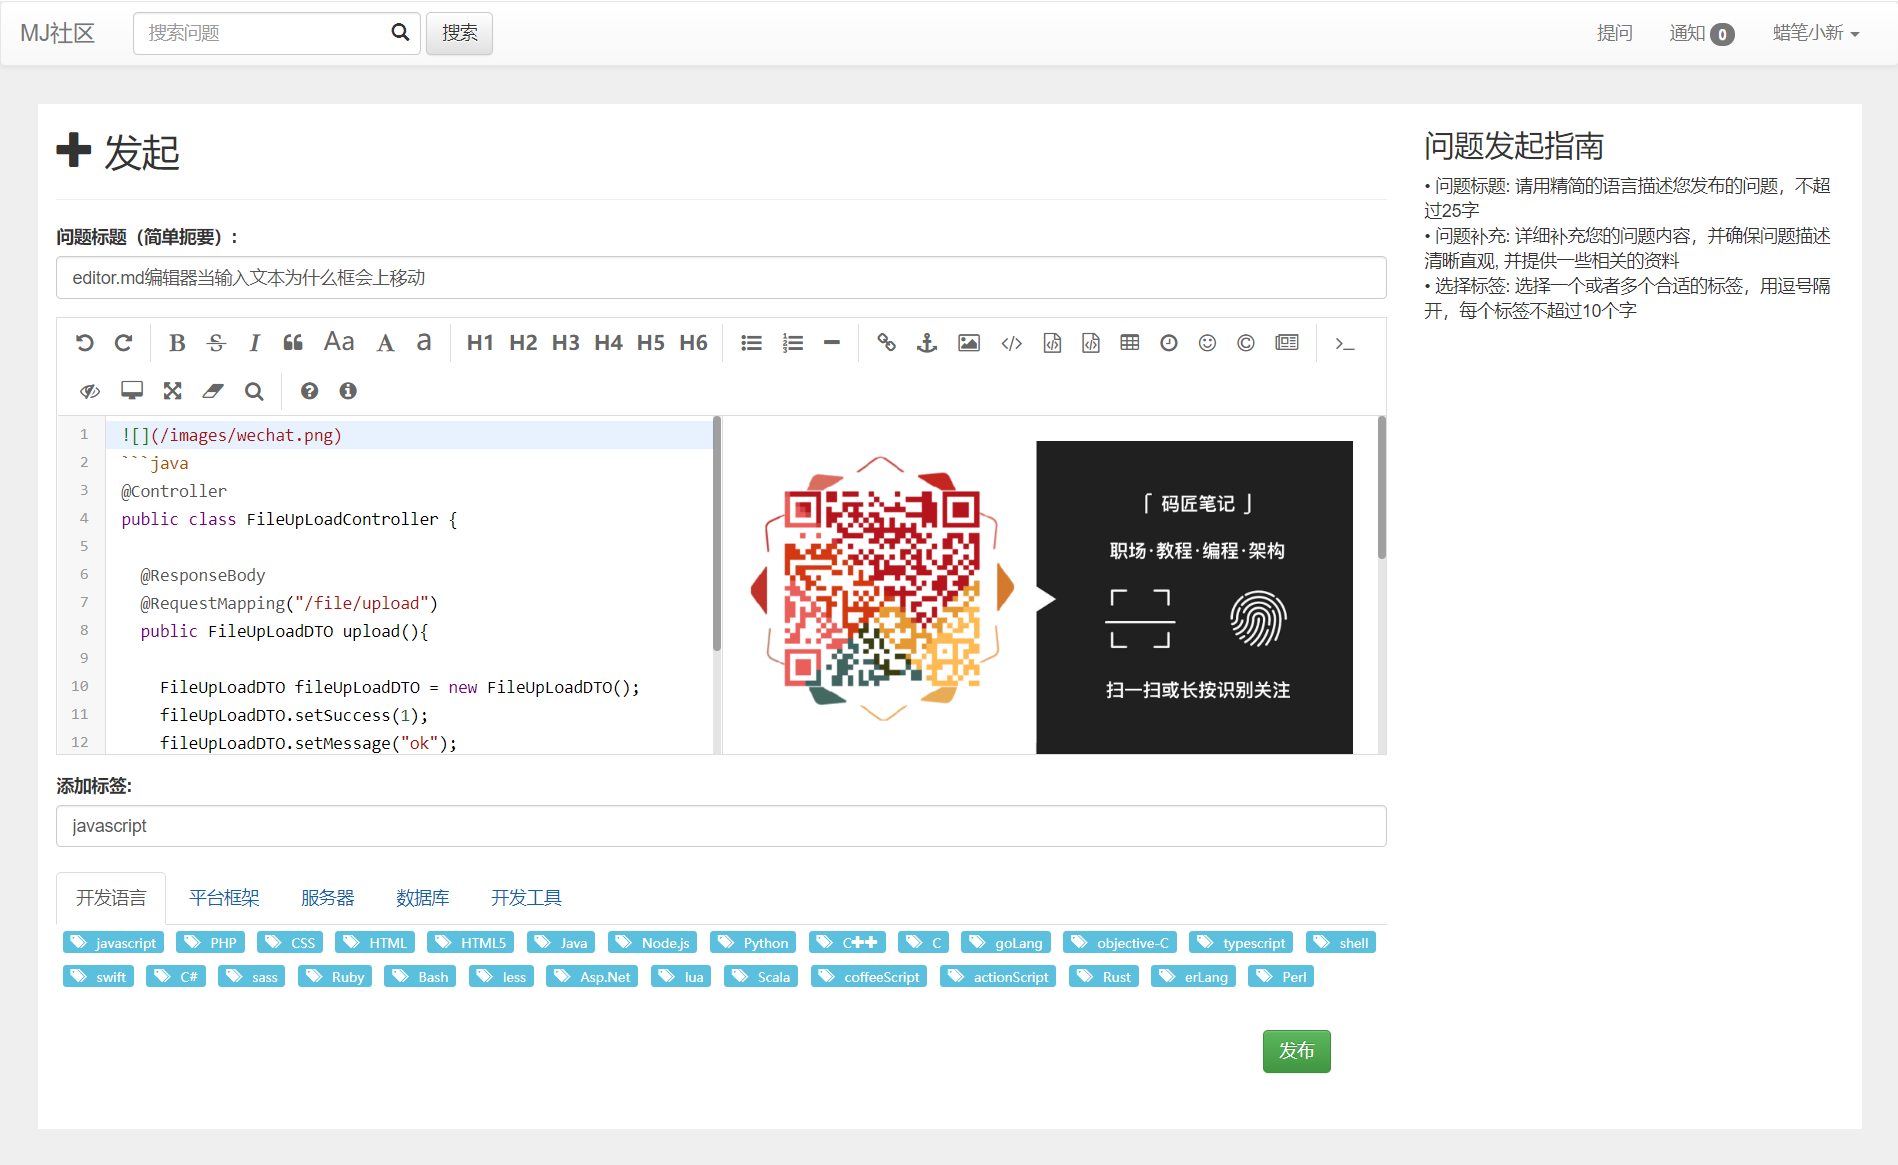 MJ社区
搜索问题
搜索
提问
通知 0
蜡笔小新
发起
问题标题（简单扼要）:
editor.md编辑器当输入文本为什么框会上移动
B S I Aa A a H1 H2 H3 H4 H5 H6
1 ![](/images/wechat.png)
2 ```java
3 @Controller
4 public class FileUpLoadController {
5
6 @ResponseBody
7 @RequestMapping("/file/upload")
8 public FileUpLoadDTO upload(){
9
10 FileUpLoadDTO fileUpLoadDTO = new FileUpLoadDTO();
11 fileUpLoadDTO.setSuccess(1);
12 fileUpLoadDTO.setMessage("ok");
「 码匠笔记 」
职场·教程·编程·架构
扫一扫或长按识别关注
添加标签:
javascript
开发语言 平台框架 服务器 数据库 开发工具
javascript PHP CSS HTML HTML5 Java Node.js Python C++ C goLang objective-C typescript shell
swift C# sass Ruby Bash less Asp.Net lua Scala coffeeScript actionScript Rust erLang Perl
发布
问题发起指南
• 问题标题: 请用精简的语言描述您发布的问题，不超
过25字
• 问题补充: 详细补充您的问题内容，并确保问题描述
清晰直观, 并提供一些相关的资料
• 选择标签: 选择一个或者多个合适的标签，用逗号隔
开，每个标签不超过10个字